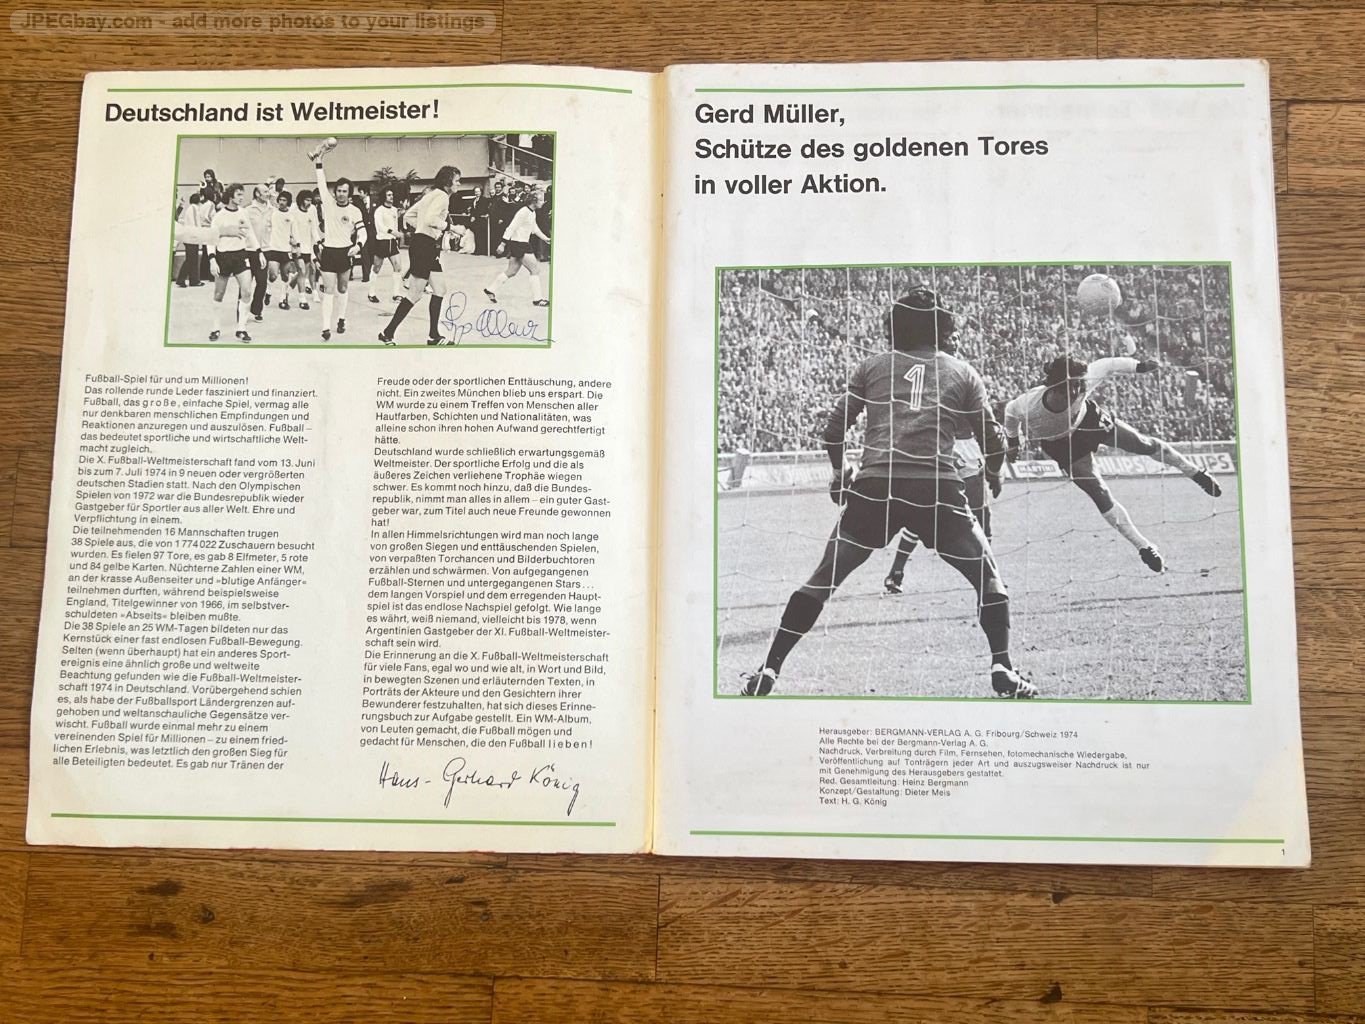 JPEGbay.com - add more photos to your listings
Deutschland ist Weltmeister!
Fußball-Spiel für und um Millionen!
Das rollende runde Leder fasziniert und finanziert.
Fußball, das große, einfache Spiel, vermag alle
nur denkbaren menschlichen Empfindungen und
Reaktionen anzuregen und auszulösen. Fußball –
das bedeutet sportliche und wirtschaftliche Welt-
macht zugleich.
Die X. Fußball-Weltmeisterschaft fand vom 13. Juni
bis zum 7. Juli 1974 in 9 neuen oder vergrößerten
deutschen Stadien statt. Nach den Olympischen
Spielen von 1972 war die Bundesrepublik wieder
Gastgeber für Sportler aus aller Welt. Ehre und
Verpflichtung in einem.
Die teilnehmenden 16 Mannschaften trugen
38 Spiele aus, die von 1 774 022 Zuschauern besucht
wurden. Es fielen 97 Tore, es gab 8 Elfmeter, 5 rote
und 84 gelbe Karten. Nüchterne Zahlen einer WM,
an der krasse Außenseiter und »blutige Anfänger«
teilnehmen durften, während beispielsweise
England, Titelgewinner von 1966, im selbstver-
schuldeten »Abseits« bleiben mußte.
Die 38 Spiele an 25 WM-Tagen bildeten nur das
Kernstück einer fast endlosen Fußball-Bewegung.
Selten (wenn überhaupt) hat ein anderes Sport-
ereignis eine ähnlich große und weltweite
Beachtung gefunden wie die Fußball-Weltmeister-
schaft 1974 in Deutschland. Vorübergehend schien
es, als habe der Fußballsport Ländergrenzen auf-
gehoben und weltanschauliche Gegensätze ver-
wischt. Fußball wurde einmal mehr zu einem
vereinenden Spiel für Millionen – zu einem fried-
lichen Erlebnis, was letztlich den großen Sieg für
alle Beteiligten bedeutet. Es gab nur Tränen der
Freude oder der sportlichen Enttäuschung, andere
nicht. Ein zweites München blieb uns erspart. Die
WM wurde zu einem Treffen von Menschen aller
Hautfarben, Schichten und Nationalitäten, was
alleine schon ihren hohen Aufwand gerechtfertigt
hätte.
Deutschland wurde schließlich erwartungsgemäß
Weltmeister. Der sportliche Erfolg und die als
äußeres Zeichen verliehene Trophäe wiegen
schwer. Es kommt noch hinzu, daß die Bundes-
republik, nimmt man alles in allem – ein guter Gast-
geber war, zum Titel auch neue Freunde gewonnen
hat!
In allen Himmelsrichtungen wird man noch lange
von großen Siegen und enttäuschenden Spielen,
von verpaßten Torchancen und Bilderbuchtoren
erzählen und schwärmen. Von aufgegangenen
Fußball-Sternen und untergegangenen Stars...
dem langen Vorspiel und dem erregenden Haupt-
spiel ist das endlose Nachspiel gefolgt. Wie lange
es währt, weiß niemand, vielleicht bis 1978, wenn
Argentinien Gastgeber der XI. Fußball-Weltmeister-
schaft sein wird.
Die Erinnerung an die X. Fußball-Weltmeisterschaft
für viele Fans, egal wo und wie alt, in Wort und Bild,
in bewegten Szenen und erläuternden Texten, in
Porträts der Akteure und den Gesichtern ihrer
Bewunderer festzuhalten, hat sich dieses Erinne-
rungsbuch zur Aufgabe gestellt. Ein WM-Album,
von Leuten gemacht, die Fußball mögen und
gedacht für Menschen, die den Fußball lieben!
Hans-Gerhard König
Gerd Müller,
Schütze des goldenen Tores
in voller Aktion.
1
MARTINI
Herausgeber: BERGMANN-VERLAG A. G. Fribourg/Schweiz 1974
Alle Rechte bei der Bergmann-Verlag A. G.
Nachdruck, Verbreitung durch Film, Fernsehen, fotomechanische Wiedergabe,
Veröffentlichung auf Tonträgern jeder Art und auszugsweiser Nachdruck ist nur
mit Genehmigung des Herausgebers gestattet.
Red. Gesamtleitung: Heinz Bergmann
Konzept/Gestaltung: Dieter Meis
Text: H. G. König
1